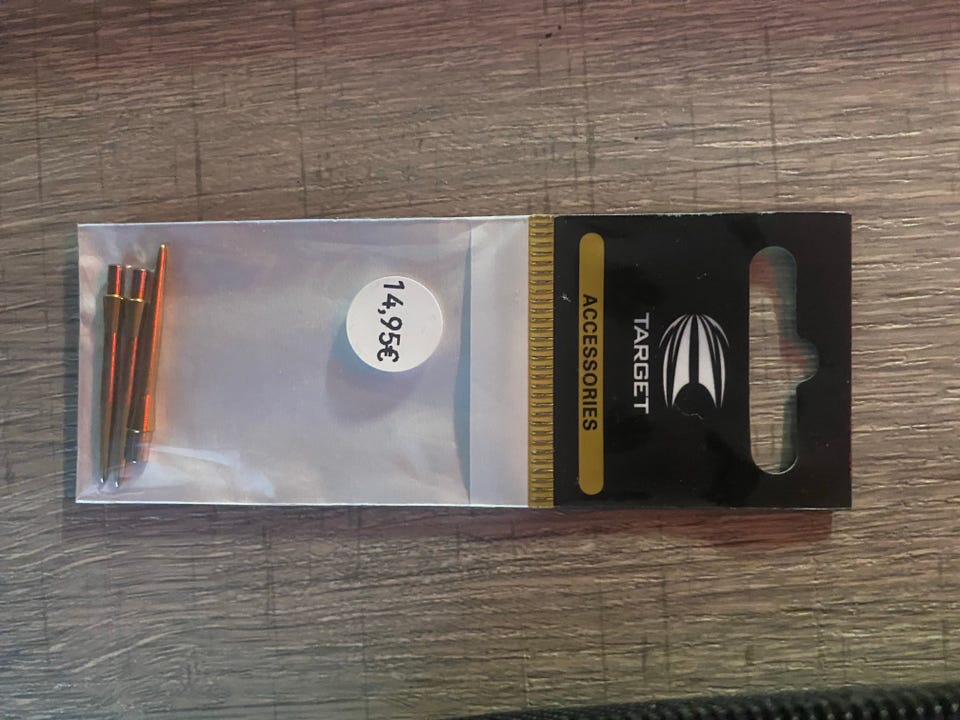 TARGET
ACCESSORIES
14,95€